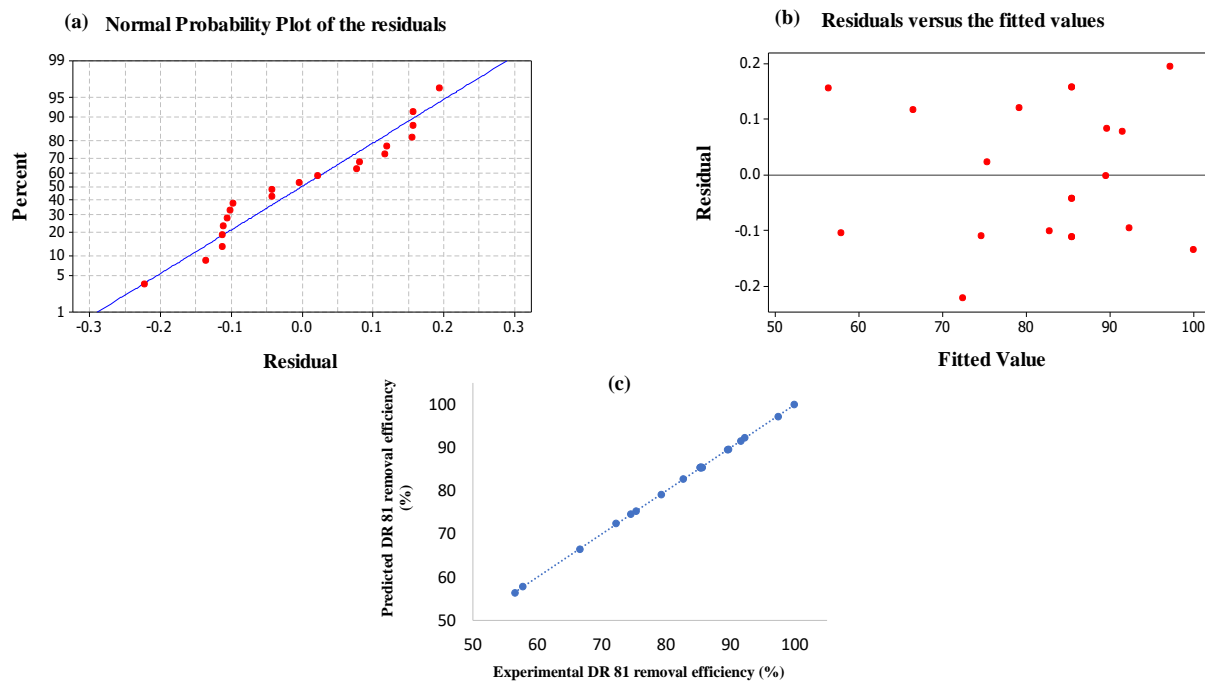 (a) Normal Probability Plot of the residuals
99
95
90
80
70
60
50
40
30
20
10
5
1
Percent
-0.3 -0.2 -0.1 0.0 0.1 0.2 0.3
Residual
(b) Residuals versus the fitted values
0.2
0.1
0.0
-0.1
-0.2
Residual
50 60 70 80 90 100
Fitted Value
(c)
Predicted DR 81 removal efficiency
(%)
100
90
80
70
60
50
50 60 70 80 90 100
Experimental DR 81 removal efficiency (%)